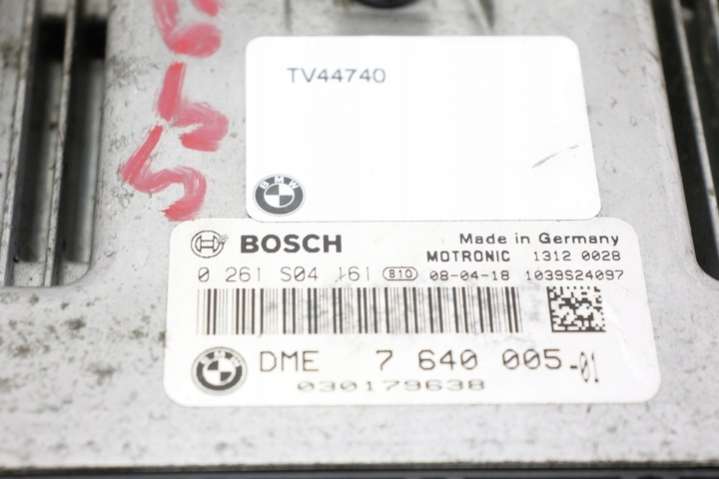 TV44740
BMW
BOSCH Made in Germany
MOTRONIC 1312 0028
0 261 S04 161 810 08-04-18 1039S24097
DME 7 640 005-01
030179638